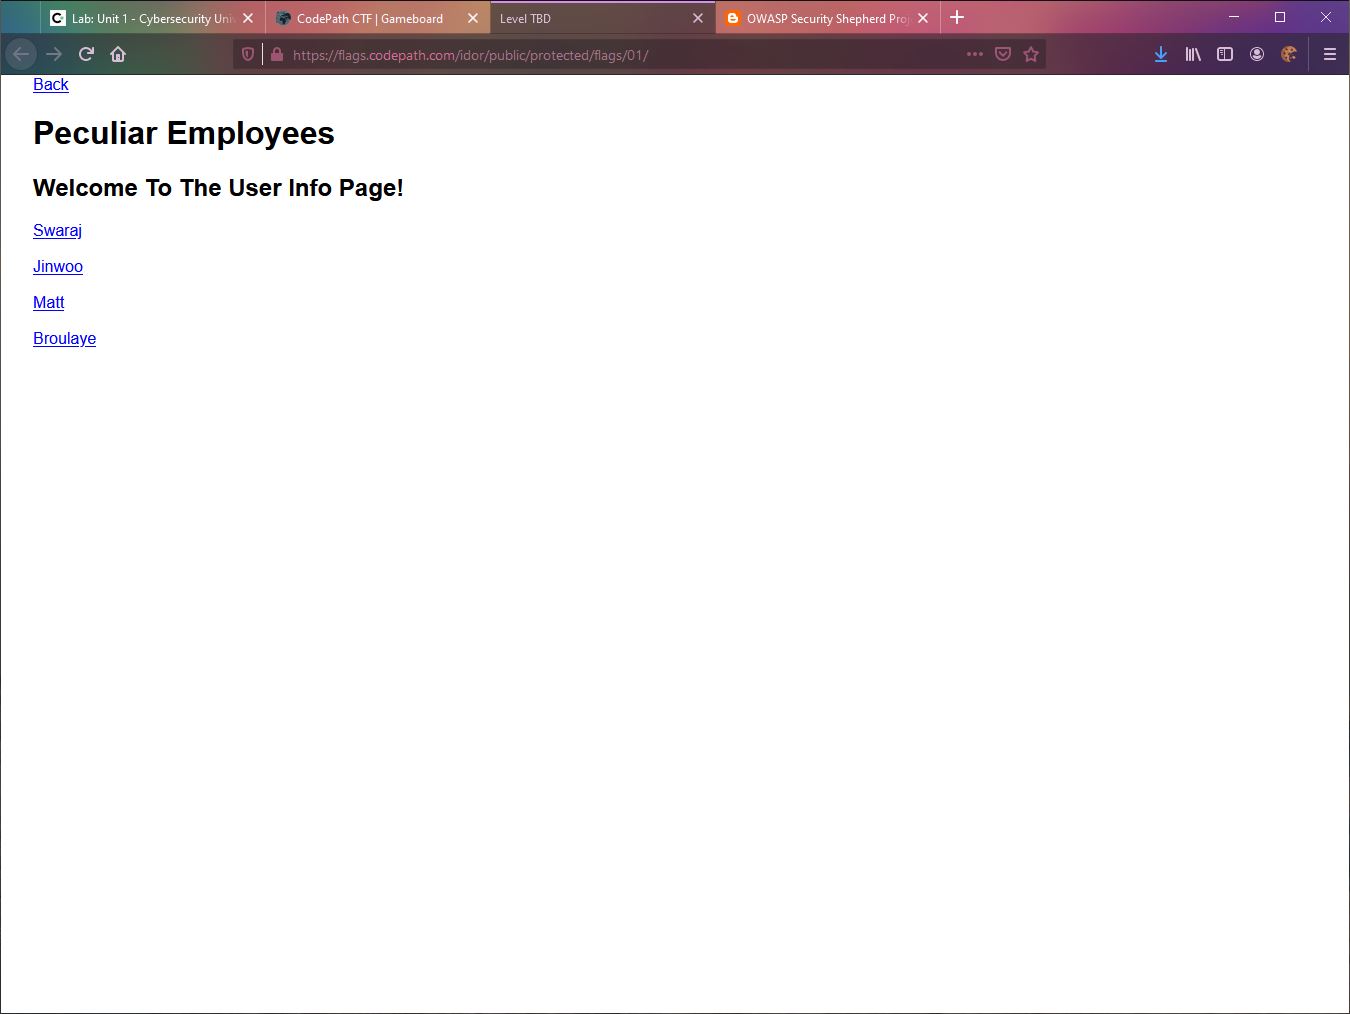 Lab: Unit 1 - Cybersecurity Uni
CodePath CTF | Gameboard
Level TBD
OWASP Security Shepherd Pro
https://flags.codepath.com/idor/public/protected/flags/01/
Back
Peculiar Employees
Welcome To The User Info Page!
Swaraj
Jinwoo
Matt
Broulaye